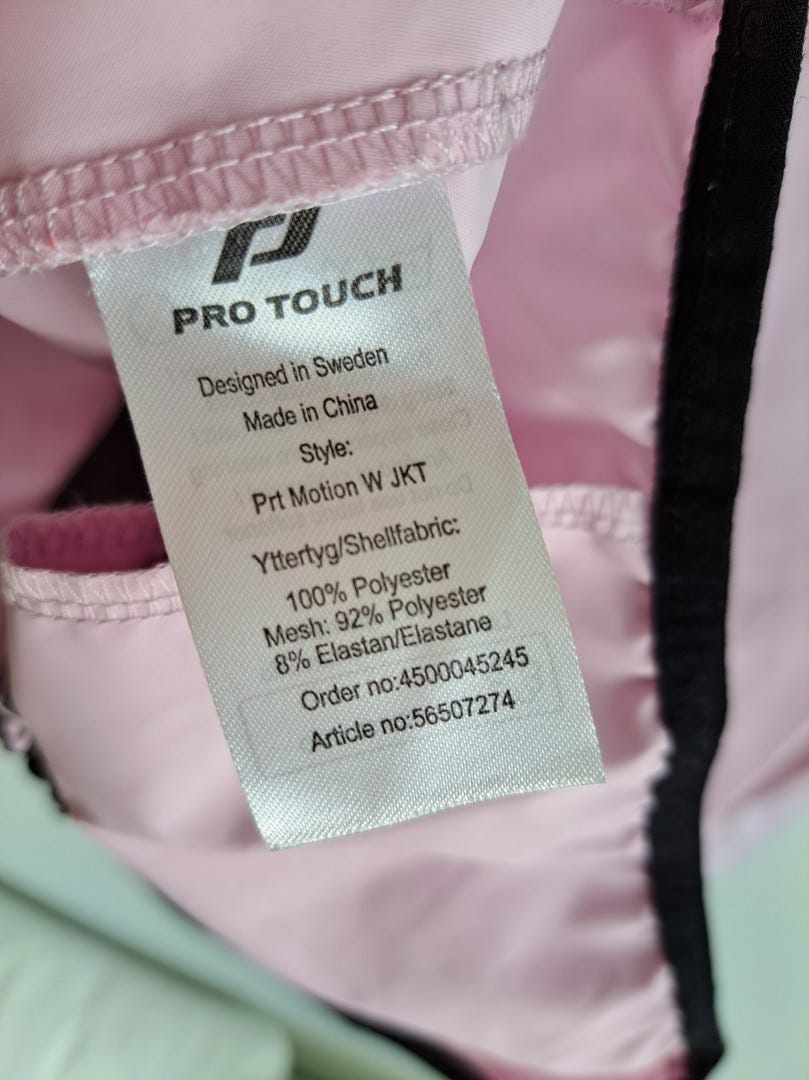 PRO TOUCH
Designed in Sweden
Made in China
Style:
Prt Motion W JKT
Yttertyg/Shellfabric:
100% Polyester
Mesh: 92% Polyester
8% Elastan/Elastane
Order no:4500045245
Article no:56507274